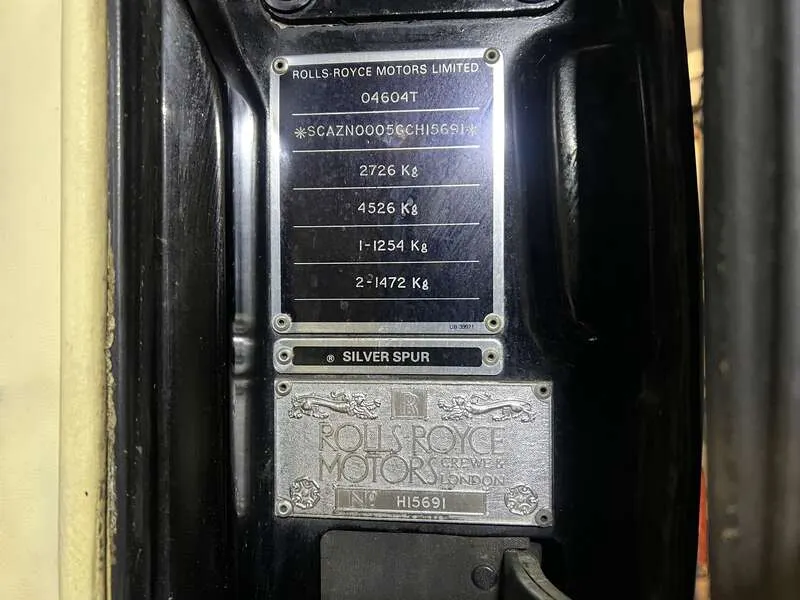 ROLLS-ROYCE MOTORS LIMITED
04604T
*SCAZN0005GCH15691*
2726 Kg
4526 Kg
1-1254 Kg
2-1472 Kg
® SILVER SPUR
RR
ROLLS-ROYCE
MOTORS CREWE &
LONDON
No H15691